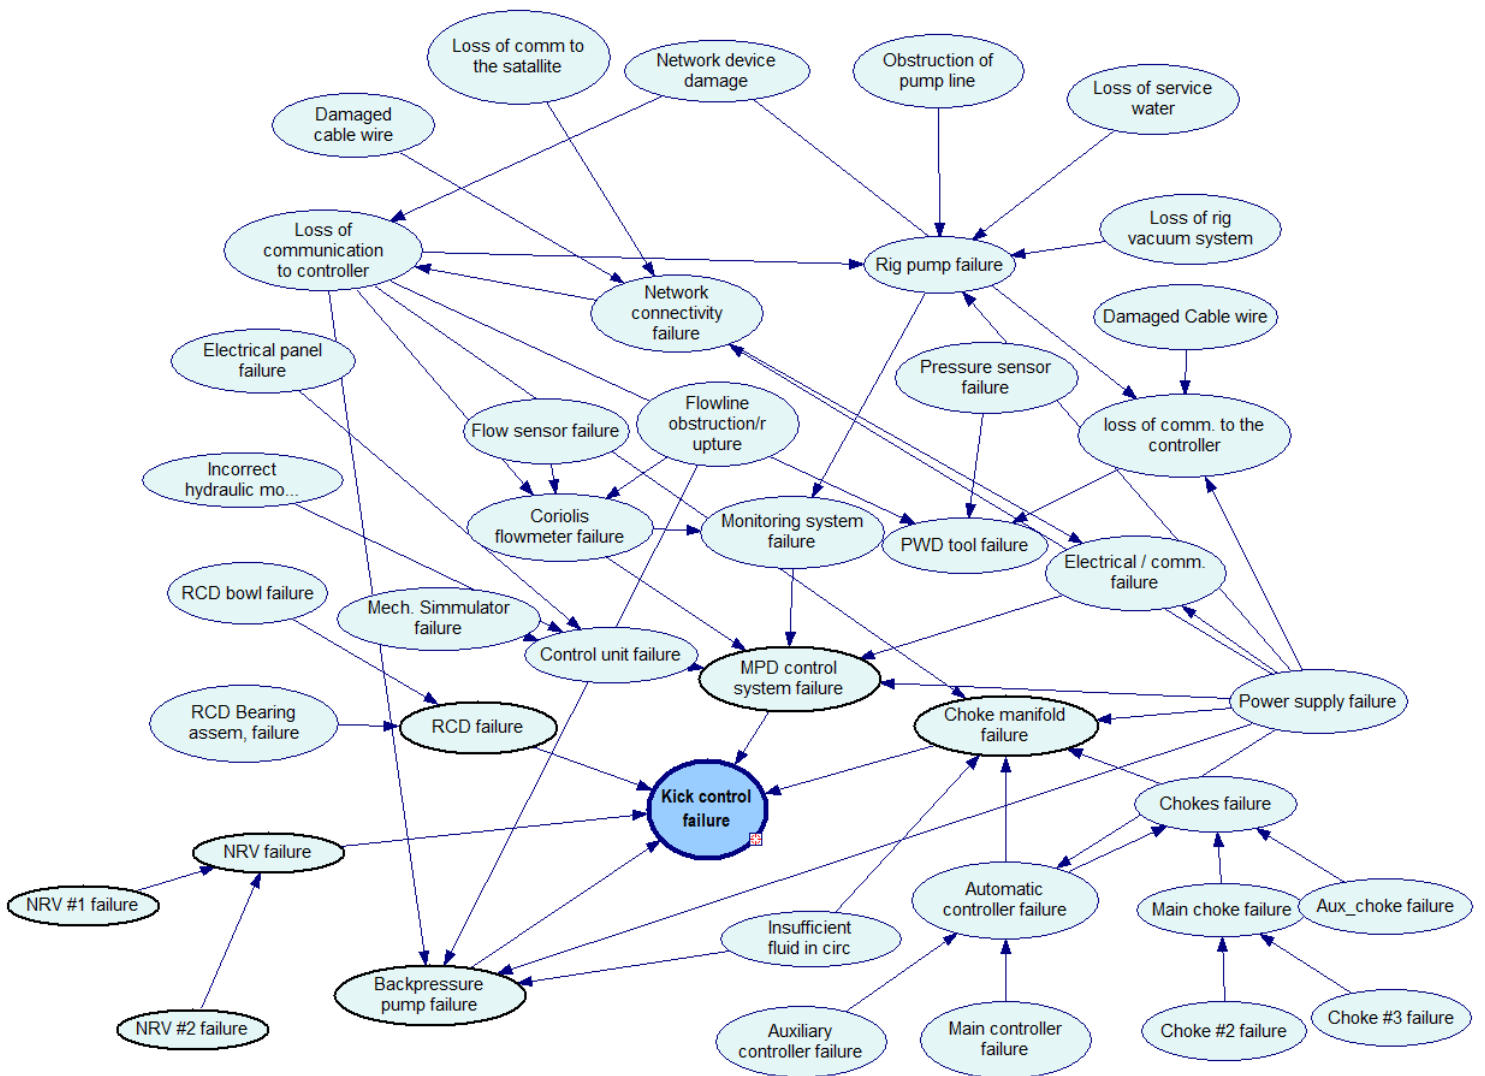 Loss of comm to
the satallite
Network device
damage
Obstruction of
pump line
Loss of service
water
Damaged
cable wire
Loss of
communication
to controller
Loss of rig
vacuum system
Rig pump failure
Network
connectivity
failure
Damaged Cable wire
Electrical panel
failure
Pressure sensor
failure
Flow sensor failure
Flowline
obstruction/r
upture
loss of comm. to the
controller
Incorrect
hydraulic mo...
Coriolis
flowmeter failure
Monitoring system
failure
PWD tool failure
Electrical / comm.
failure
RCD bowl failure
Mech. Simmulator
failure
Control unit failure
MPD control
system failure
Power supply failure
RCD Bearing
assem, failure
RCD failure
Choke manifold
failure
Kick control
failure
Chokes failure
NRV failure
NRV #1 failure
Automatic
controller failure
Main choke failure
Aux_choke failure
Insufficient
fluid in circ
Backpressure
pump failure
NRV #2 failure
Auxiliary
controller failure
Main controller
failure
Choke #2 failure
Choke #3 failure